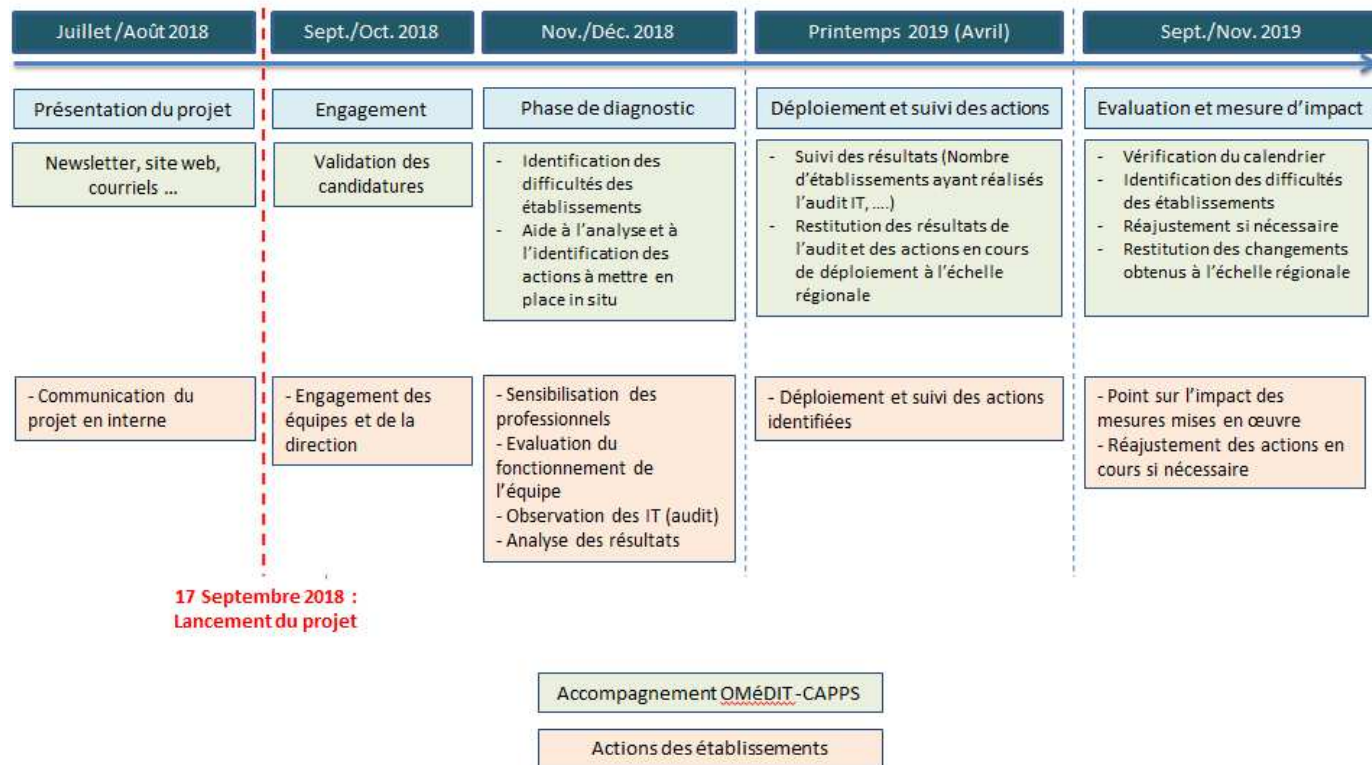 Juillet /Août 2018
Sept./Oct. 2018
Nov./Déc. 2018
Printemps 2019 (Avril)
Sept./Nov. 2019
Présentation du projet
Engagement
Phase de diagnostic
Déploiement et suivi des actions
Evaluation et mesure d'impact
Newsletter, site web,
courriels ...
Validation des
candidatures
- Identification des
difficultés des
établissements
- Aide à l'analyse et à
l'identification des
actions à mettre en
place in situ
- Suivi des résultats (Nombre
d'établissements ayant réalisés
l'audit IT, ....)
- Restitution des résultats de
l'audit et des actions en cours
de déploiement à l'échelle
régionale
- Vérification du calendrier
- Identification des difficultés
des établissements
- Réajustement si nécessaire
- Restitution des changements
obtenus à l'échelle régionale
- Communication du
projet en interne
- Engagement des
équipes et de la
direction
- Sensibilisation des
professionnels
- Evaluation du
fonctionnement de
l'équipe
- Observation des IT (audit)
- Analyse des résultats
- Déploiement et suivi des actions
identifiées
- Point sur l'impact des
mesures mises en œuvre
- Réajustement des actions en
cours si nécessaire
17 Septembre 2018 :
Lancement du projet
Accompagnement OMéDIT-CAPPS
Actions des établissements